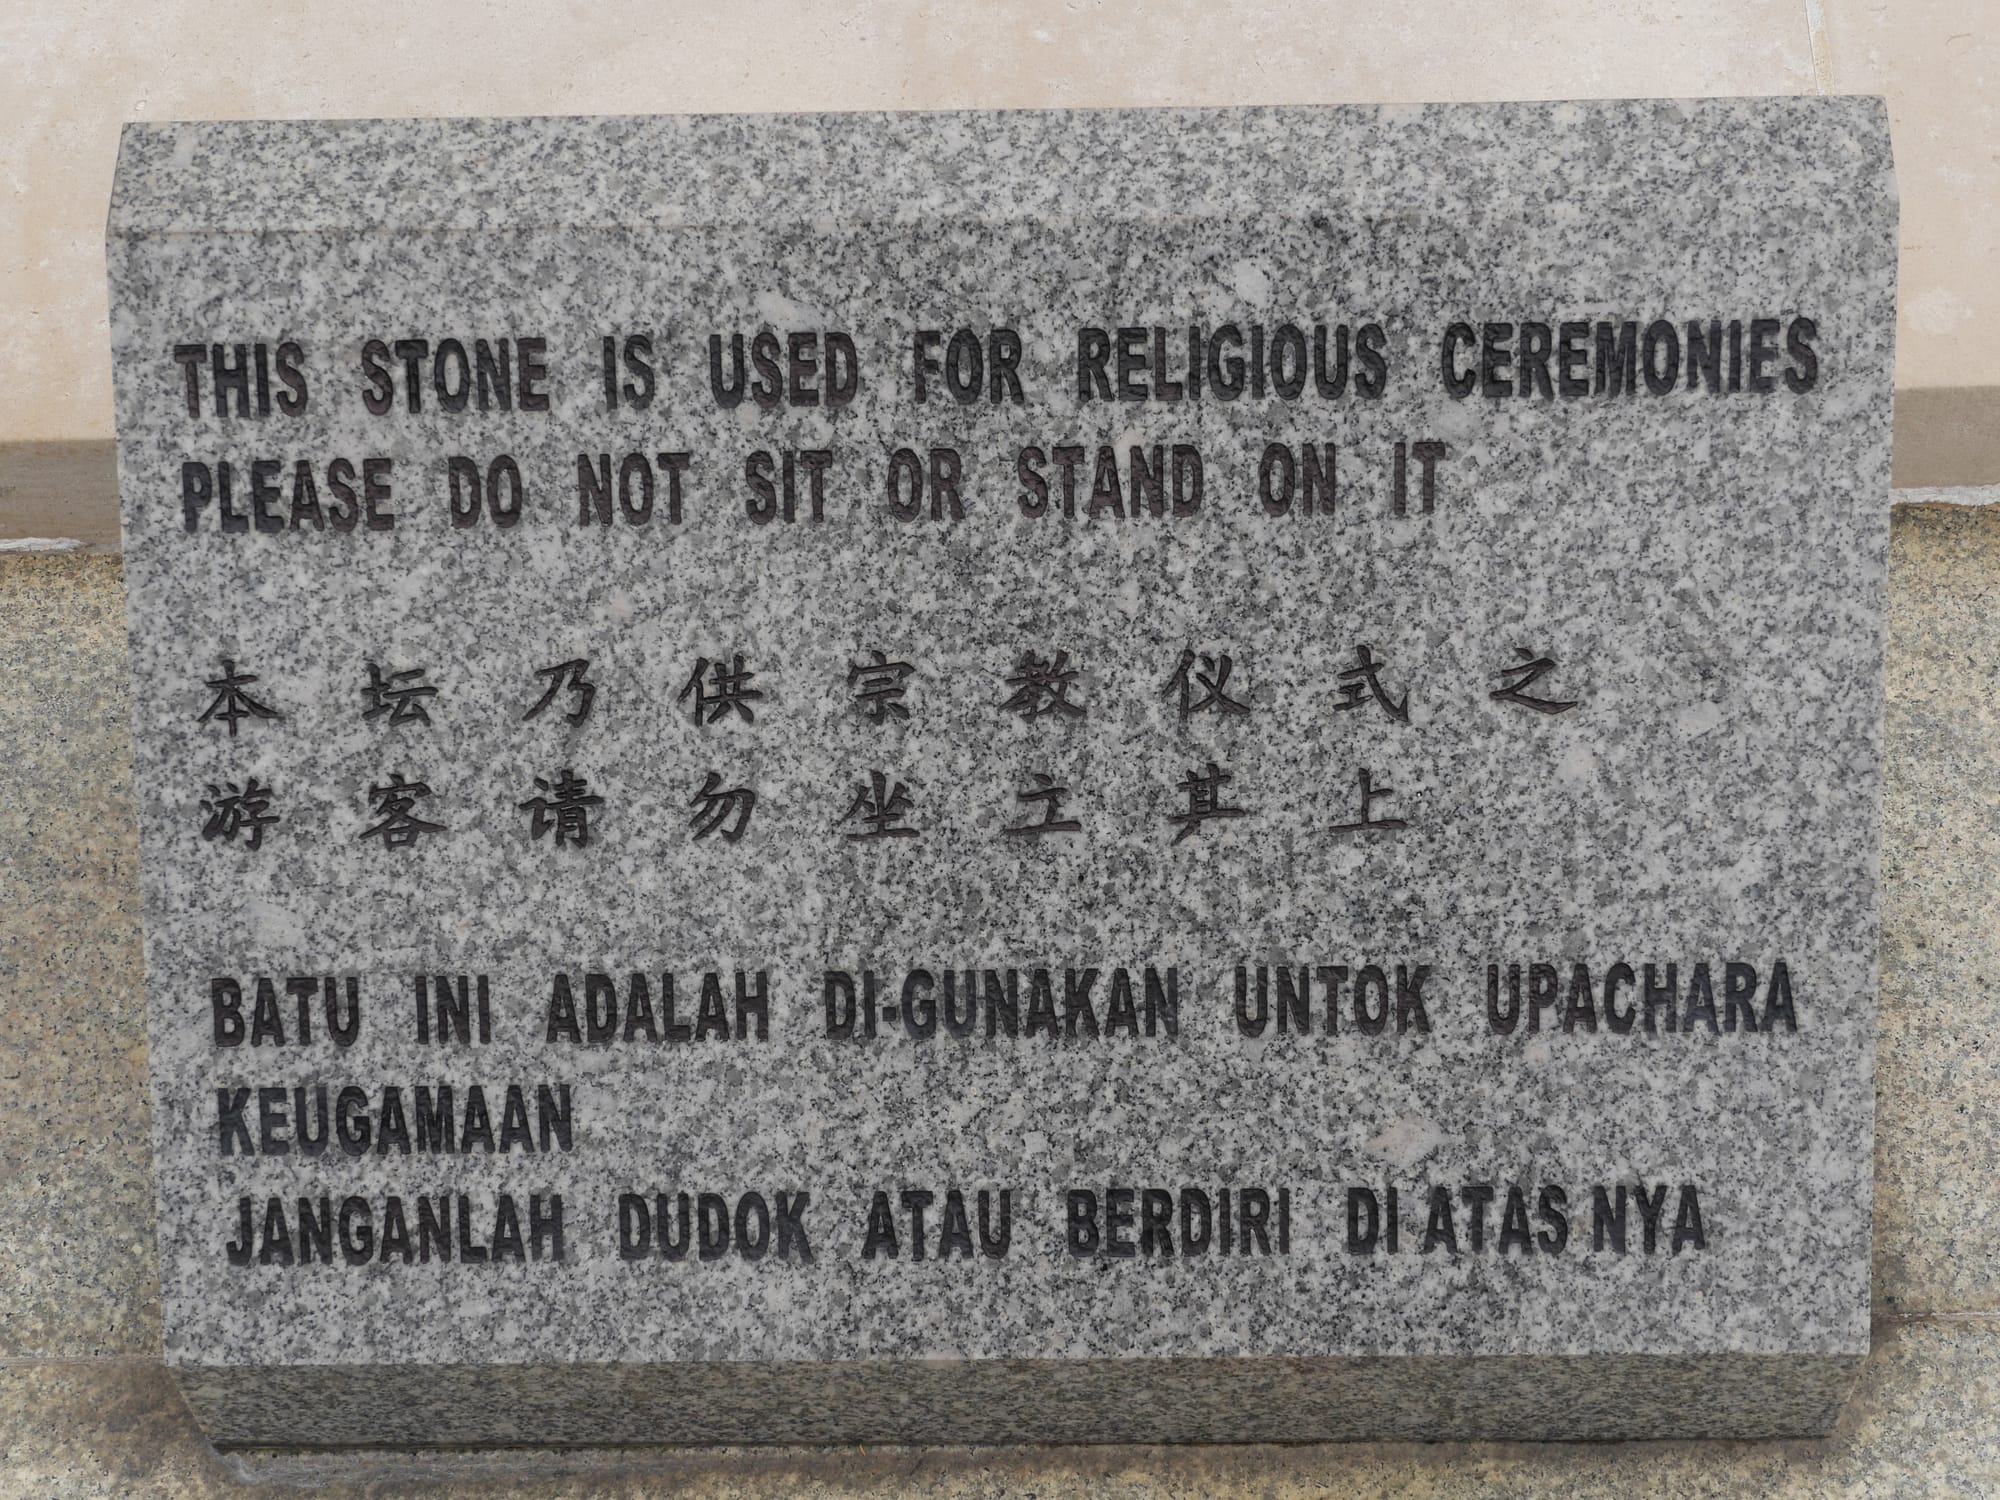 THIS STONE IS USED FOR RELIGIOUS CEREMONIES
PLEASE DO NOT SIT OR STAND ON IT
本坛乃供宗教仪式之
游客请勿坐立其上
BATU INI ADALAH DI-GUNAKAN UNTOK UPACHARA
KEUGAMAAN
JANGANLAH DUDOK ATAU BERDIRI DI ATAS NYA